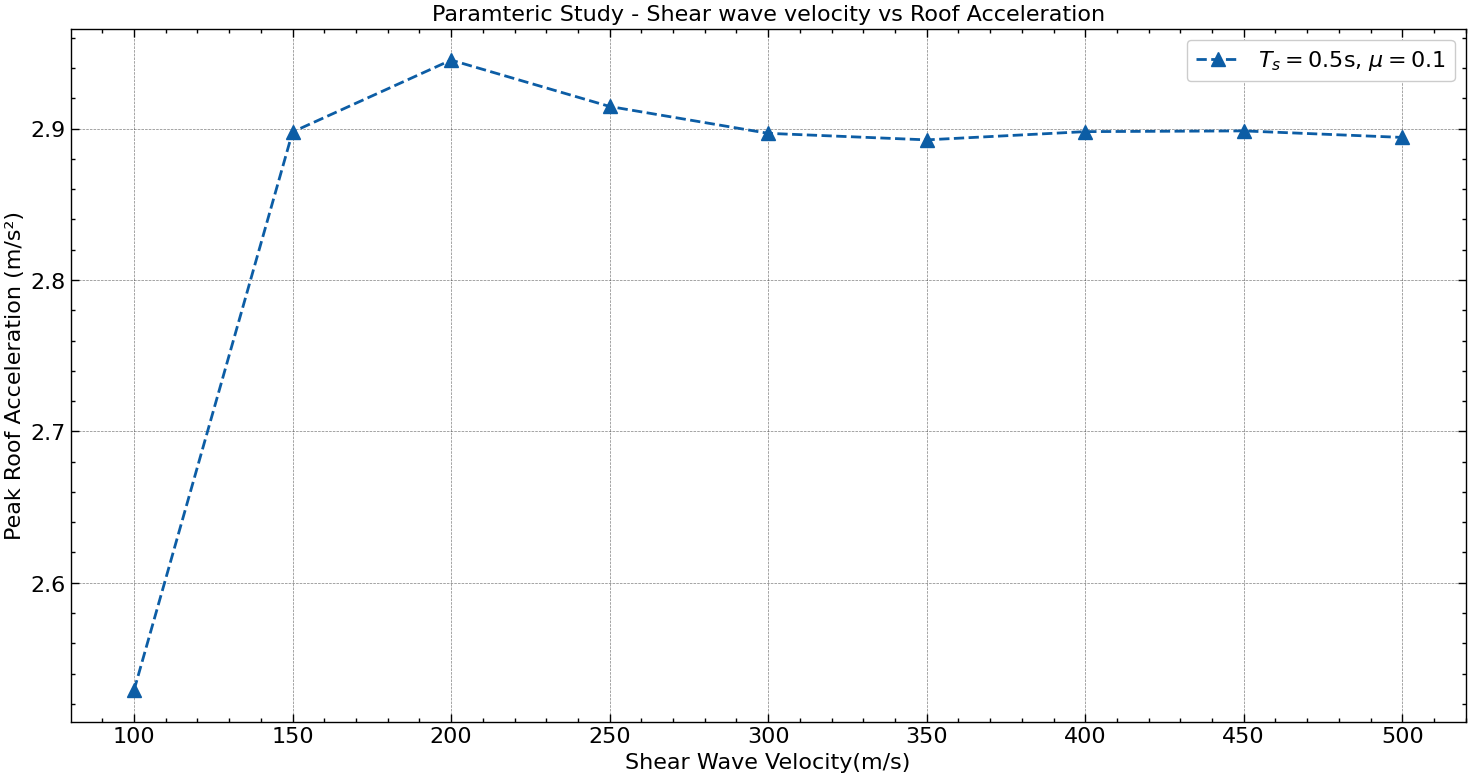 Paramteric Study - Shear wave velocity vs Roof Acceleration
T_s = 0.5s, μ = 0.1
Peak Roof Acceleration (m/s²)
2.9
2.8
2.7
2.6
100 150 200 250 300 350 400 450 500
Shear Wave Velocity(m/s)